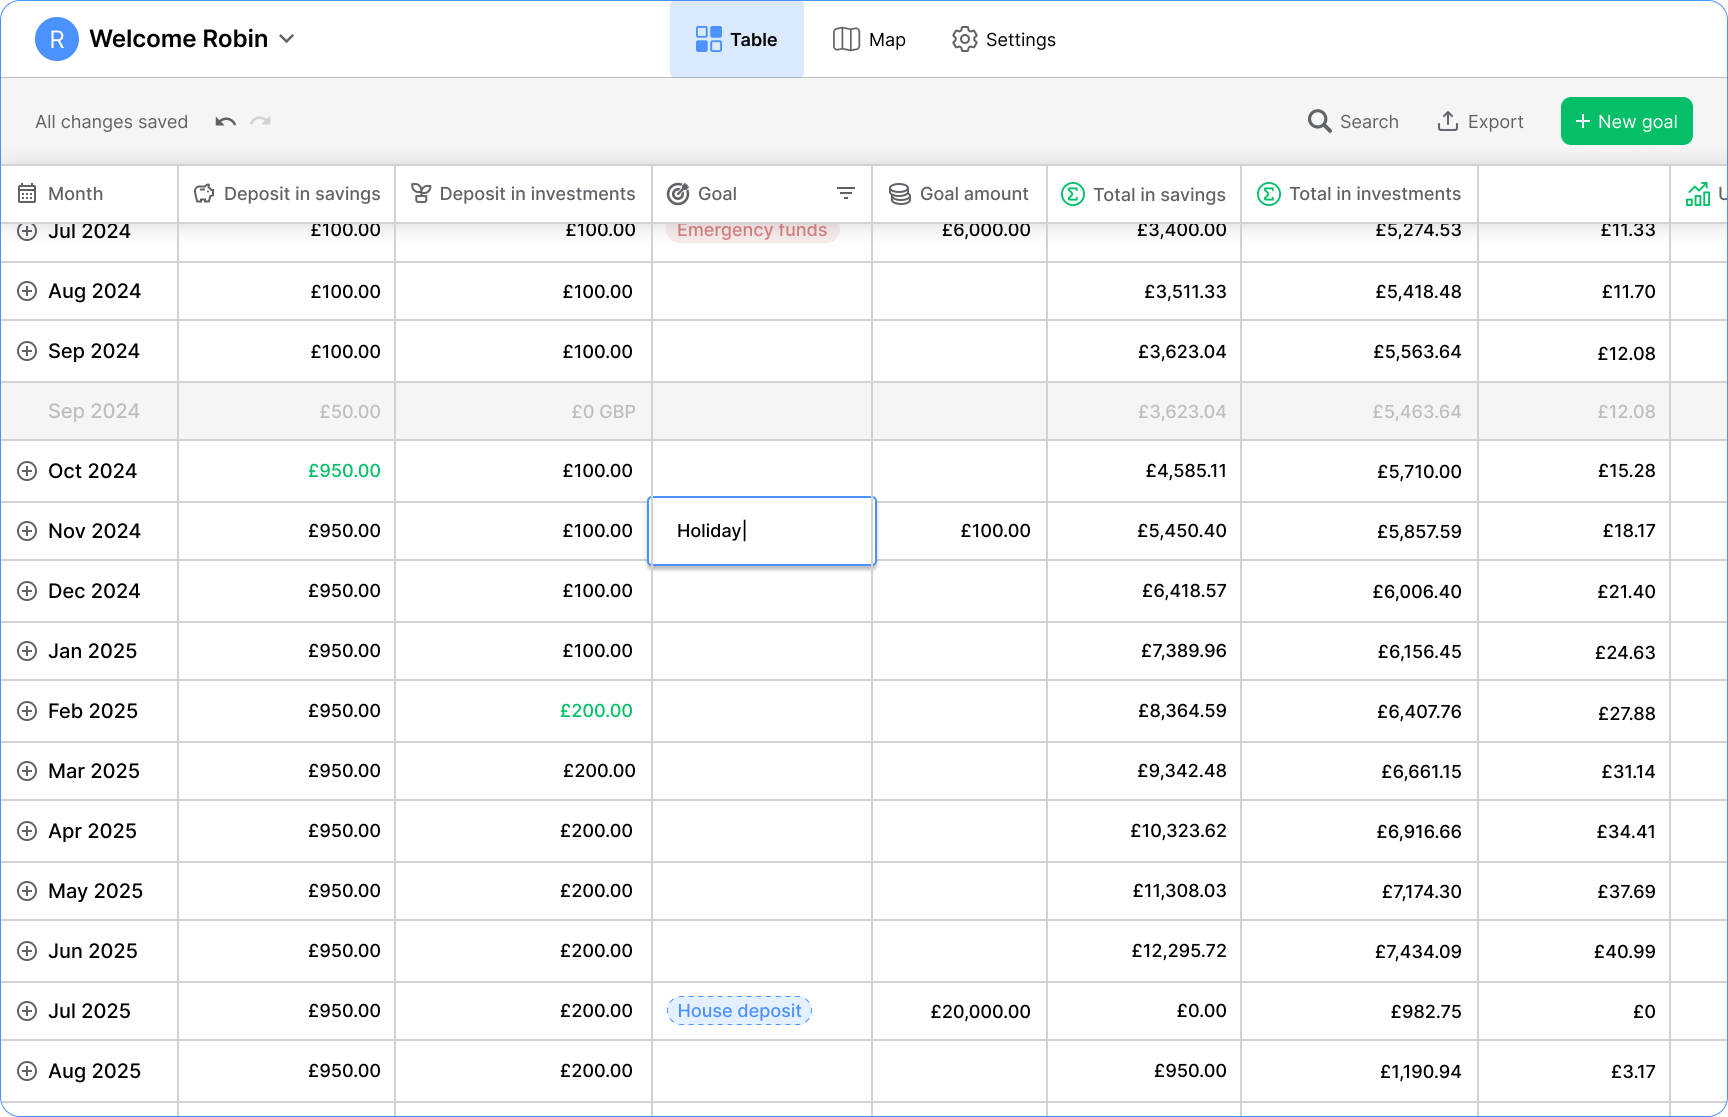 R Welcome Robin
Table
Map
Settings
All changes saved
Search
Export
+ New goal
Month Deposit in savings Deposit in investments Goal Goal amount Total in savings Total in investments U
Jul 2024 £100.00 £100.00 Emergency funds £6,000.00 £3,400.00 £5,274.53 £11.33
Aug 2024 £100.00 £100.00 £3,511.33 £5,418.48 £11.70
Sep 2024 £100.00 £100.00 £3,623.04 £5,563.64 £12.08
Sep 2024 £50.00 £0 GBP £3,623.04 £5,463.64 £12.08
Oct 2024 £950.00 £100.00 £4,585.11 £5,710.00 £15.28
Nov 2024 £950.00 £100.00 Holiday £100.00 £5,450.40 £5,857.59 £18.17
Dec 2024 £950.00 £100.00 £6,418.57 £6,006.40 £21.40
Jan 2025 £950.00 £100.00 £7,389.96 £6,156.45 £24.63
Feb 2025 £950.00 £200.00 £8,364.59 £6,407.76 £27.88
Mar 2025 £950.00 £200.00 £9,342.48 £6,661.15 £31.14
Apr 2025 £950.00 £200.00 £10,323.62 £6,916.66 £34.41
May 2025 £950.00 £200.00 £11,308.03 £7,174.30 £37.69
Jun 2025 £950.00 £200.00 £12,295.72 £7,434.09 £40.99
Jul 2025 £950.00 £200.00 House deposit £20,000.00 £0.00 £982.75 £0
Aug 2025 £950.00 £200.00 £950.00 £1,190.94 £3.17